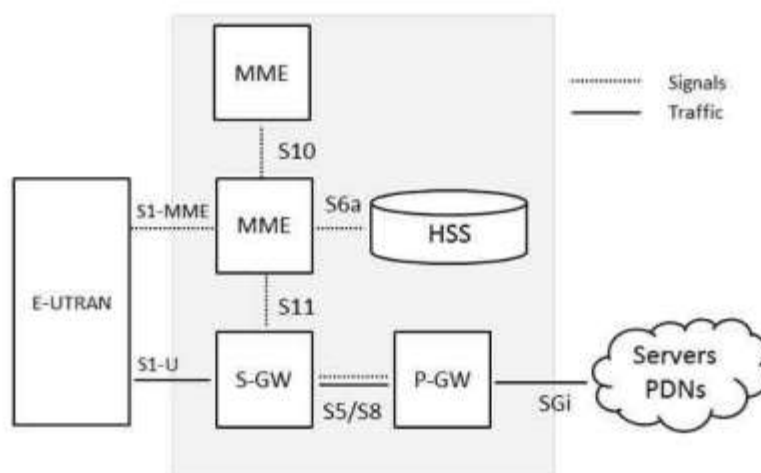 MME
Signals
Traffic
S10
S1-MME
MME
S6a
HSS
E-UTRAN
S11
S1-U
S-GW
S5/S8
P-GW
SGi
Servers
PDNs